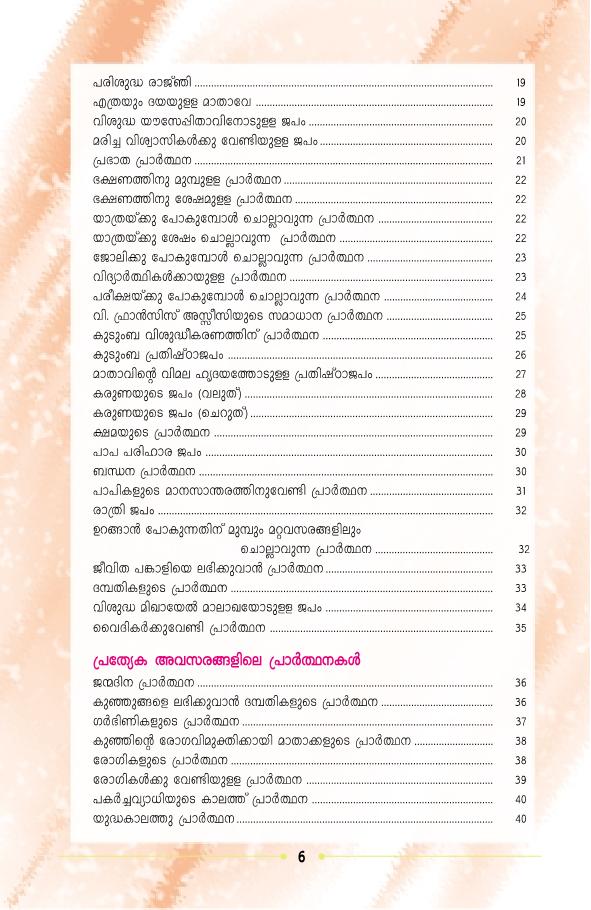 പരിശുദ്ധ രാജ്ഞി ........ 19
എത്രയും ദയയുള്ള മാതാവേ ........ 19
വിശുദ്ധ യൗസേപ്പിതാവിനോടുള്ള ജപം ........ 20
മരിച്ച വിശ്വാസികൾക്കു വേണ്ടിയുള്ള ജപം ........ 20
പ്രഭാത പ്രാർത്ഥന ........ 21
ഭക്ഷണത്തിനു മുമ്പുള്ള പ്രാർത്ഥന ........ 22
ഭക്ഷണത്തിനു ശേഷമുള്ള പ്രാർത്ഥന ........ 22
യാത്രയ്ക്കു പോകുമ്പോൾ ചൊല്ലാവുന്ന പ്രാർത്ഥന ........ 22
യാത്രയ്ക്കു ശേഷം ചൊല്ലാവുന്ന പ്രാർത്ഥന ........ 22
ജോലിക്കു പോകുമ്പോൾ ചൊല്ലാവുന്ന പ്രാർത്ഥന ........ 23
വിദ്യാർത്ഥികൾക്കായുള്ള പ്രാർത്ഥന ........ 23
പരീക്ഷയ്ക്കു പോകുമ്പോൾ ചൊല്ലാവുന്ന പ്രാർത്ഥന ........ 24
വി. ഫ്രാൻസിസ് അസ്സീസിയുടെ സമാധാന പ്രാർത്ഥന ........ 25
കുടുംബ വിശുദ്ധീകരണത്തിന് പ്രാർത്ഥന ........ 25
കുടുംബ പ്രതിഷ്ഠാജപം ........ 26
മാതാവിന്റെ വിമല ഹൃദയത്തോടുള്ള പ്രതിഷ്ഠാജപം ........ 27
കരുണയുടെ ജപം (വലുത്) ........ 28
കരുണയുടെ ജപം (ചെറുത്) ........ 29
ക്ഷമയുടെ പ്രാർത്ഥന ........ 29
പാപ പരിഹാര ജപം ........ 30
ബന്ധന പ്രാർത്ഥന ........ 30
പാപികളുടെ മാനസാന്തരത്തിനുവേണ്ടി പ്രാർത്ഥന ........ 31
രാത്രി ജപം ........ 32
ഉറങ്ങാൻ പോകുന്നതിന് മുമ്പും മറ്റവസരങ്ങളിലും
ചൊല്ലാവുന്ന പ്രാർത്ഥന ........ 32
ജീവിത പങ്കാളിയെ ലഭിക്കുവാൻ പ്രാർത്ഥന ........ 33
ദമ്പതികളുടെ പ്രാർത്ഥന ........ 33
വിശുദ്ധ മിഖായേൽ മാലാഖയോടുള്ള ജപം ........ 34
വൈദികർക്കുവേണ്ടി പ്രാർത്ഥന ........ 35
പ്രത്യേക അവസരങ്ങളിലെ പ്രാർത്ഥനകൾ
ജന്മദിന പ്രാർത്ഥന ........ 36
കുഞ്ഞുങ്ങളെ ലഭിക്കുവാൻ ദമ്പതികളുടെ പ്രാർത്ഥന ........ 36
ഗർഭിണികളുടെ പ്രാർത്ഥന ........ 37
കുഞ്ഞിന്റെ രോഗവിമുക്തിക്കായി മാതാക്കളുടെ പ്രാർത്ഥന ........ 38
രോഗികളുടെ പ്രാർത്ഥന ........ 38
രോഗികൾക്കു വേണ്ടിയുള്ള പ്രാർത്ഥന ........ 39
പകർച്ചവ്യാധിയുടെ കാലത്ത് പ്രാർത്ഥന ........ 40
യുദ്ധകാലത്തു പ്രാർത്ഥന ........ 40
6